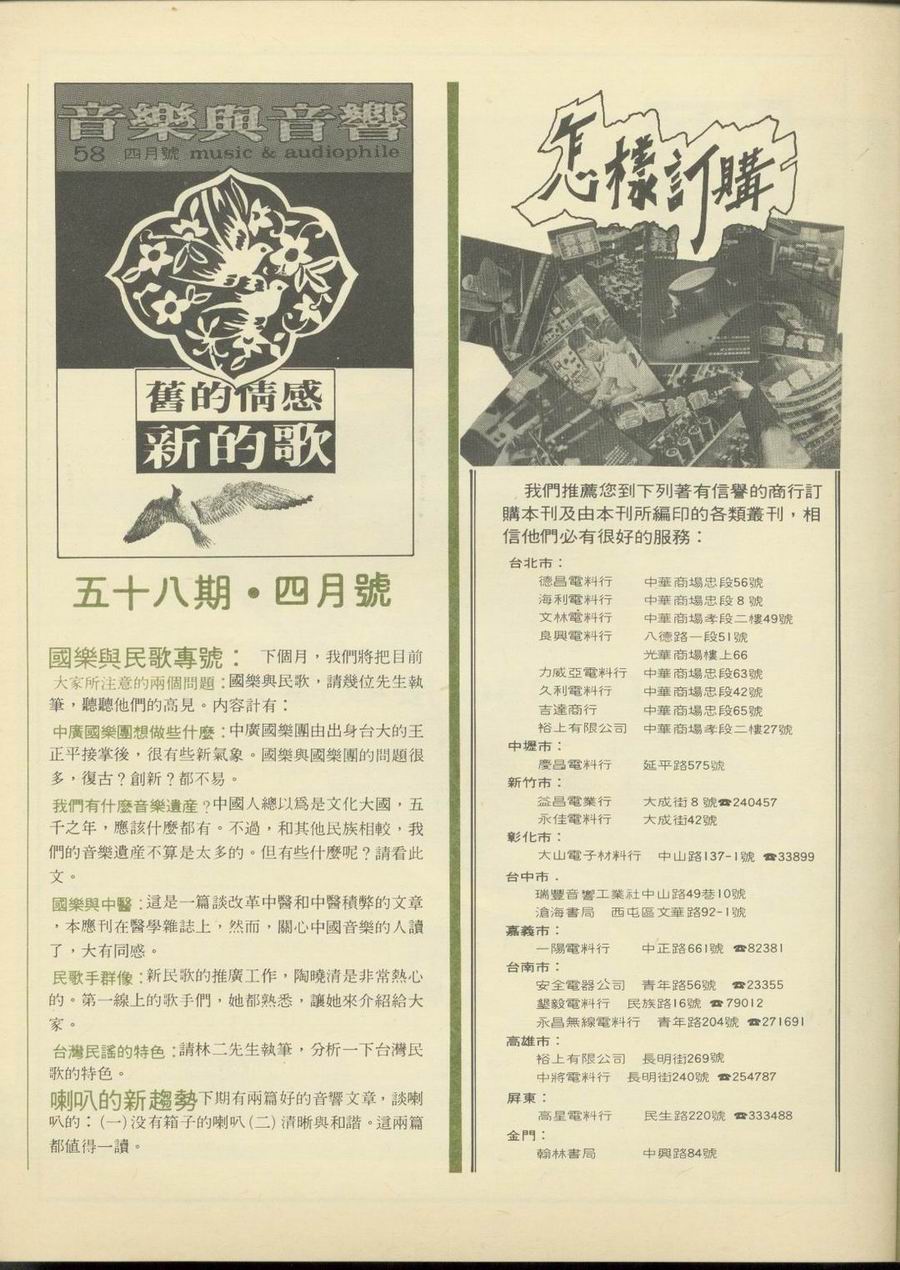 音樂與音響
58 四月號 music & audiophile
舊的情感
新的歌
五十八期・四月號
國樂與民歌專號：下個月，我們將把目前
大家所注意的兩個問題：國樂與民歌，請幾位先生執
筆，聽聽他們的高見。內容計有：
中廣國樂團想做些什麼：中廣國樂團由出身台大的王
正平接掌後，很有些新氣象。國樂與國樂團的問題很
多，復古？創新？都不易。
我們有什麼音樂遺產？中國人總以爲是文化大國，五
千之年，應該什麼都有。不過，和其他民族相較，我
們的音樂遺產不算是太多的。但有些什麼呢？請看此
文。
國樂與中醫：這是一篇談改革中醫和中醫積弊的文章
，本應刊在醫學雜誌上，然而，關心中國音樂的人讀
了，大有同感。
民歌手群像：新民歌的推廣工作，陶曉清是非常熱心
的。第一線上的歌手們，她都熟悉，讓她來介紹給大
家。
台灣民謠的特色：請林二先生執筆，分析一下台灣民
歌的特色。
喇叭的新趨勢下期有兩篇好的音響文章，談喇
叭的：(一)没有箱子的喇叭(二)清晰與和諧。這兩篇
都值得一讀。
怎樣訂購
我們推薦您到下列著有信譽的商行訂
購本刊及由本刊所編印的各類叢刊，相
信他們必有很好的服務：
台北市：
德昌電料行 中華商場忠段56號
海利電料行 中華商場忠段8號
文林電料行 中華商場孝段二樓49號
良興電料行 八德路一段51號
光華商場樓上66
力威亞電料行 中華商場忠段63號
久利電料行 中華商場忠段42號
吉達商行 中華商場忠段65號
裕上有限公司 中華商場孝段二樓27號
中壢市：
慶昌電料行 延平路575號
新竹市：
益昌電業行 大成街8號☎240457
永佳電料行 大成街42號
彰化市：
大山電子材料行 中山路137-1號 ☎33899
台中市．
瑞豐音響工業社中山路49巷10號
滄海書局 西屯區文華路92-1號
嘉義市：
一陽電料行 中正路661號 ☎82381
台南市：
安全電器公司 青年路56號 ☎23355
墾毅電料行 民族路16號 ☎79012
永昌無線電料行 青年路204號 ☎271691
高雄市：
裕上有限公司 長明街269號
中將電料行 長明街240號 ☎254787
屛東：
高星電料行 民生路220號 ☎333488
金門：
翰林書局 中興路84號